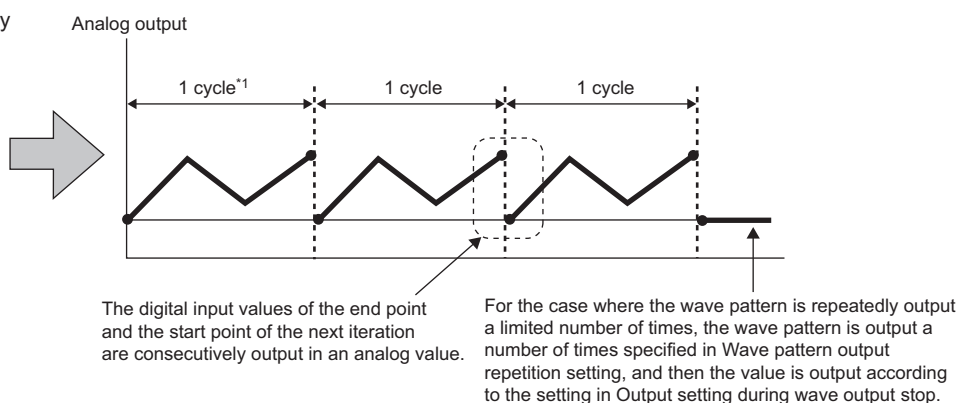 y
Analog output
1 cycle*1
1 cycle
1 cycle
The digital input values of the end point
and the start point of the next iteration
are consecutively output in an analog value.
For the case where the wave pattern is repeatedly output
a limited number of times, the wave pattern is output a
number of times specified in Wave pattern output
repetition setting, and then the value is output according
to the setting in Output setting during wave output stop.